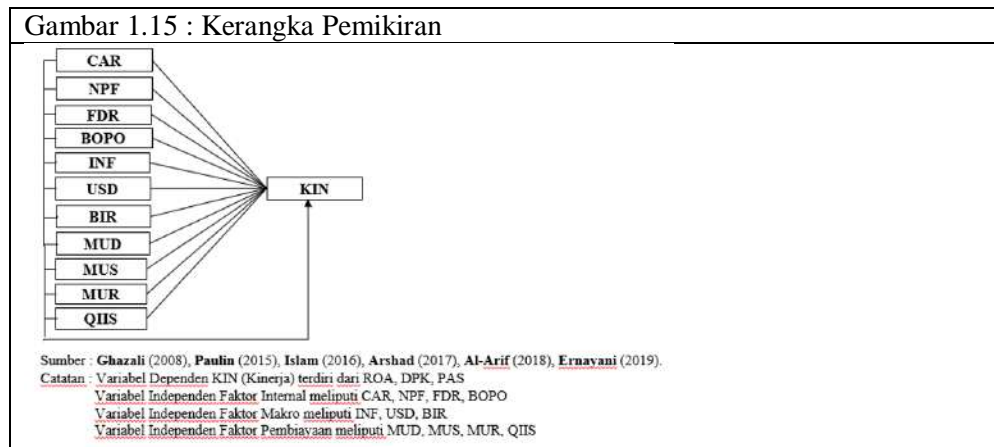 Gambar 1.15 : Kerangka Pemikiran
CAR
NPF
FDR
BOPO
INF
USD
KIN
BIR
MUD
MUS
MUR
QIIS
Sumber : Ghazali (2008), Paulin (2015), Islam (2016), Arshad (2017), Al-Arif (2018), Ernavani (2019).
Catatan : Variabel Dependen KIN (Kinerja) terdiri dari ROA, DPK, PAS
Variabel Independen Faktor Internal meliputi CAR, NPF, FDR, BOPO
Variabel Independen Faktor Makro meliputi INF, USD, BIR
Variabel Independen Faktor Pembiayaan meliputi MUD, MUS, MUR, QIIS